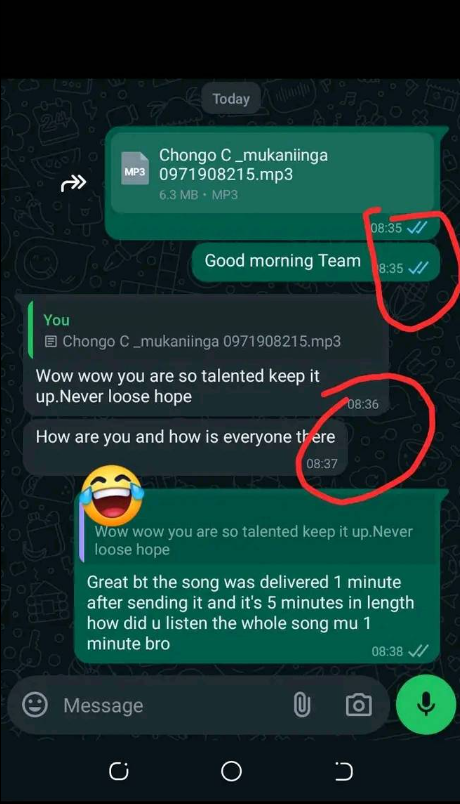 Today
MP3
Chongo C _mukaniinga
0971908215.mp3
6.3 MB • MP3
08:35
Good morning Team
08:35
You
Chongo C _mukaniinga 0971908215.mp3
Wow wow you are so talented keep it
up.Never loose hope
08:36
How are you and how is everyone there
08:37
Wow wow you are so talented keep it up.Never
loose hope
Great bt the song was delivered 1 minute
after sending it and it's 5 minutes in length
how did u listen the whole song mu 1
minute bro
08:38
Message